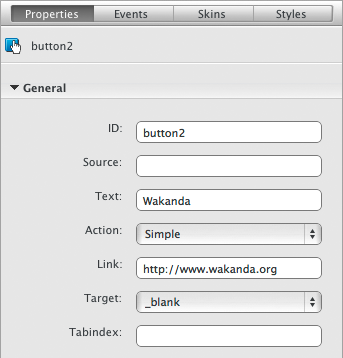 Properties Events Skins Styles
button2
General
ID: button2
Source:
Text: Wakanda
Action: Simple
Link: http://www.wakanda.org
Target: _blank
Tabindex: